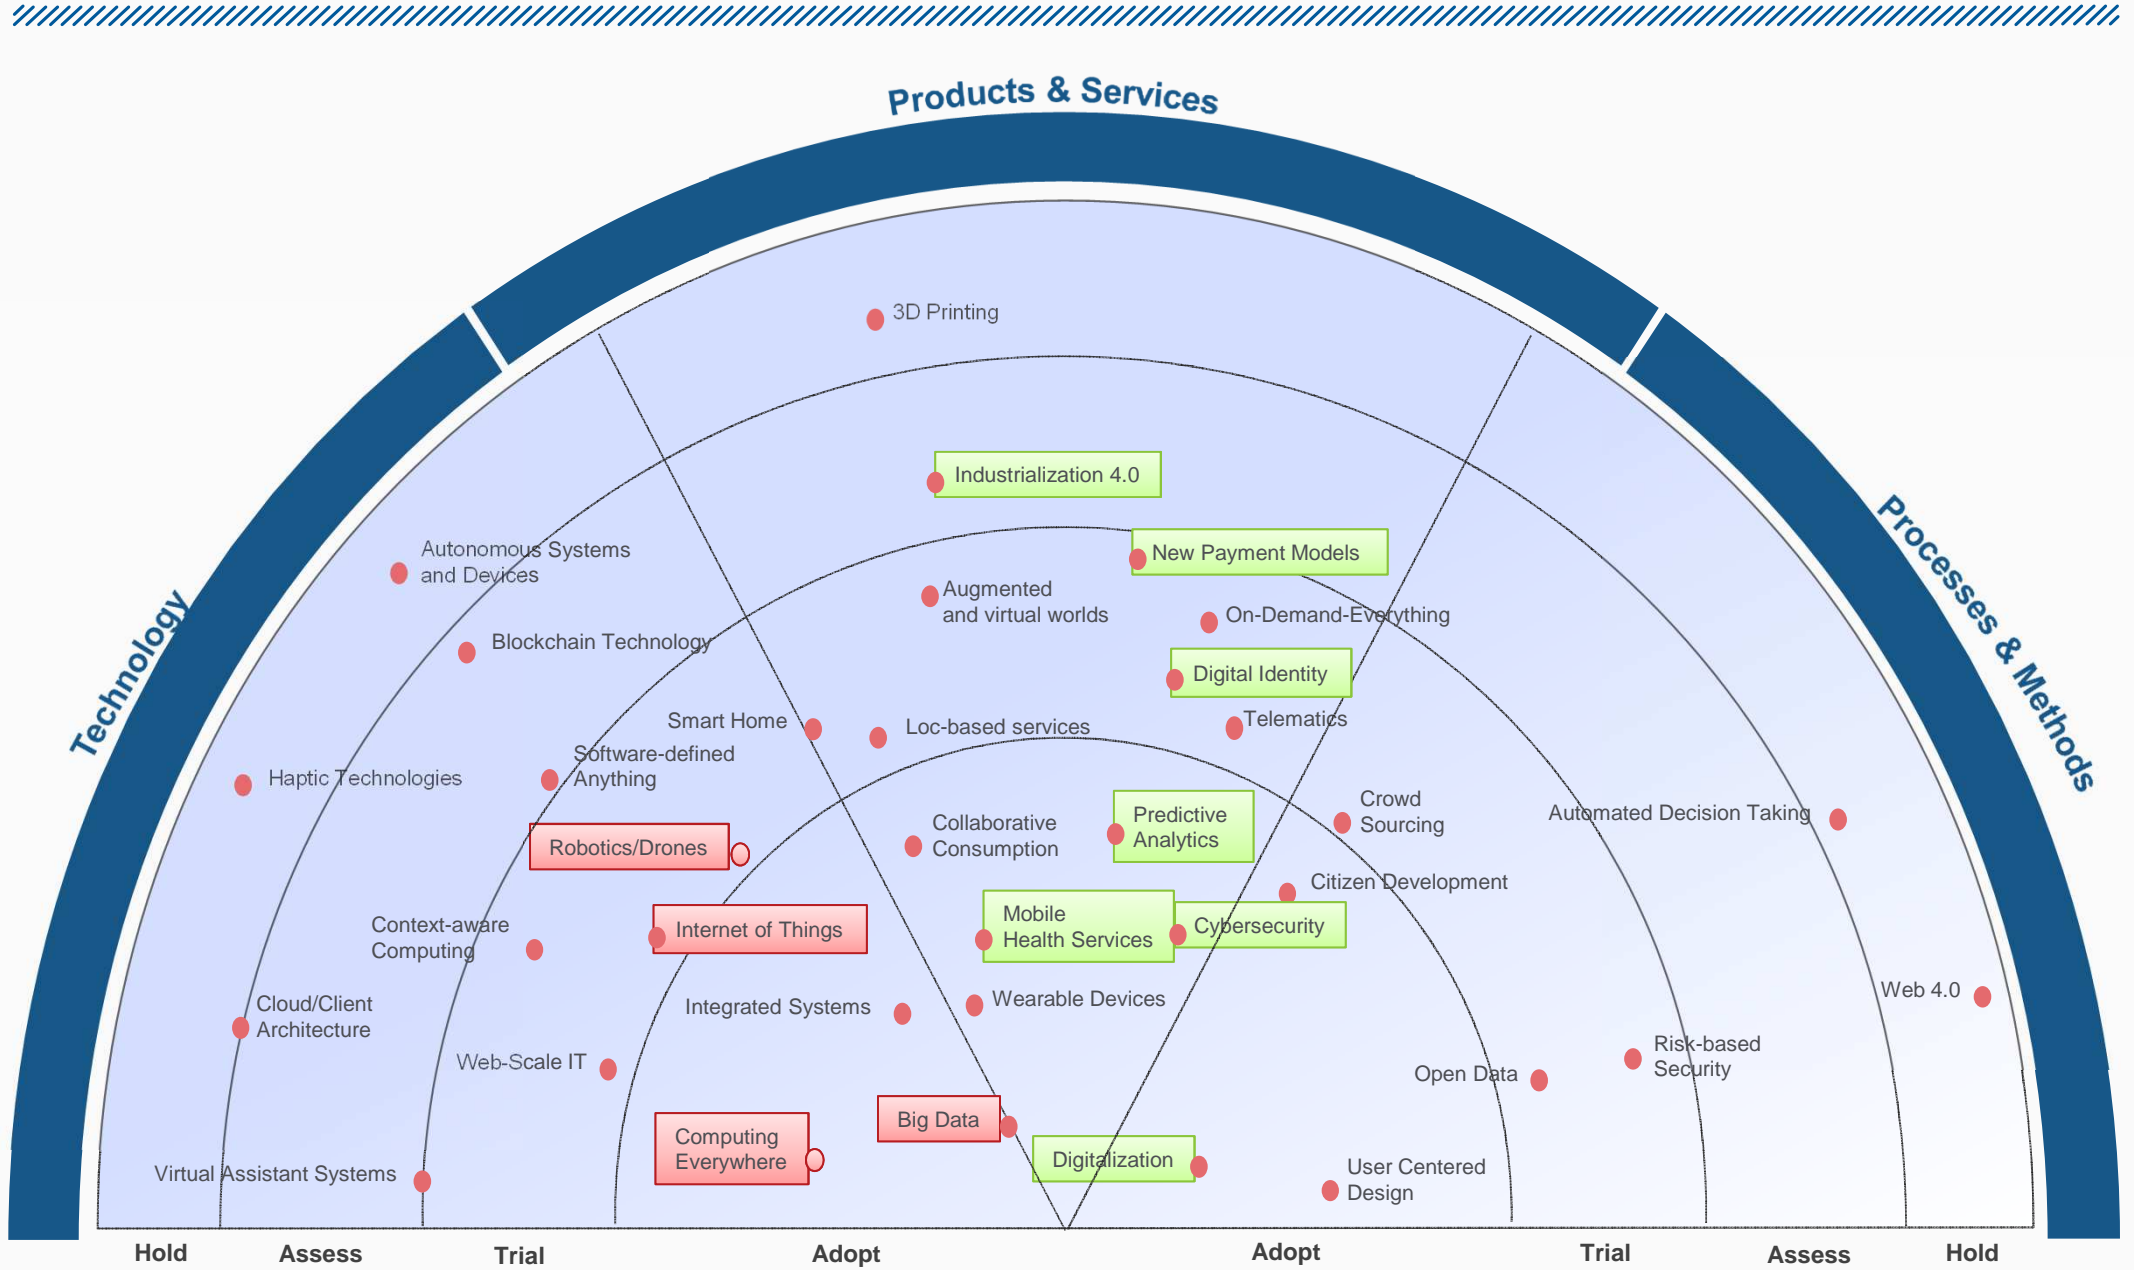 Products & Services
Technology
Processes & Methods
3D Printing
Industrialization 4.0
New Payment Models
Autonomous Systems
and Devices
Augmented
and virtual worlds
On-Demand-Everything
Blockchain Technology
Digital Identity
Smart Home
Loc-based services
Telematics
Software-defined
Anything
Haptic Technologies
Robotics/Drones
Collaborative
Consumption
Predictive
Analytics
Crowd
Sourcing
Automated Decision Taking
Citizen Development
Context-aware
Computing
Internet of Things
Mobile
Health Services
Cybersecurity
Cloud/Client
Architecture
Integrated Systems
Wearable Devices
Web 4.0
Web-Scale IT
Open Data
Risk-based
Security
Computing
Everywhere
Big Data
Digitalization
User Centered
Design
Virtual Assistant Systems
Hold
Assess
Trial
Adopt
Adopt
Trial
Assess
Hold